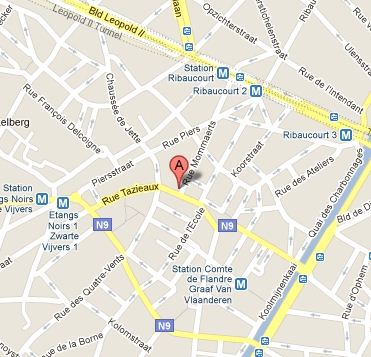 Bld Leopold II
Leopold II Tunnel
Opzichterstraat
Station
Ribaucourt
Ribaucourt 2
Rue de l'Intendant
Ulensstraat
Chaussée de Jette
Rue François Delcoigne
Rue Piers
Rue Mommaerts
Ribaucourt 3
elberg
Piersstraat
A
Koorstraat
Rue des Ateliers
Quai des Charbonnages
Station
Rue Tazieaux
Etangs
Noirs 1
Zwarte
Vijvers 1
N9
Rue de l'Ecole
N9
Bld de D
Station Comte
de Flandre
Graaf Van
Vlaanderen
Koolmijnenkaai
Rue d'Ophem
Rue des Quatre-Vents
N9
Rue de la Borne
Kolomstraat